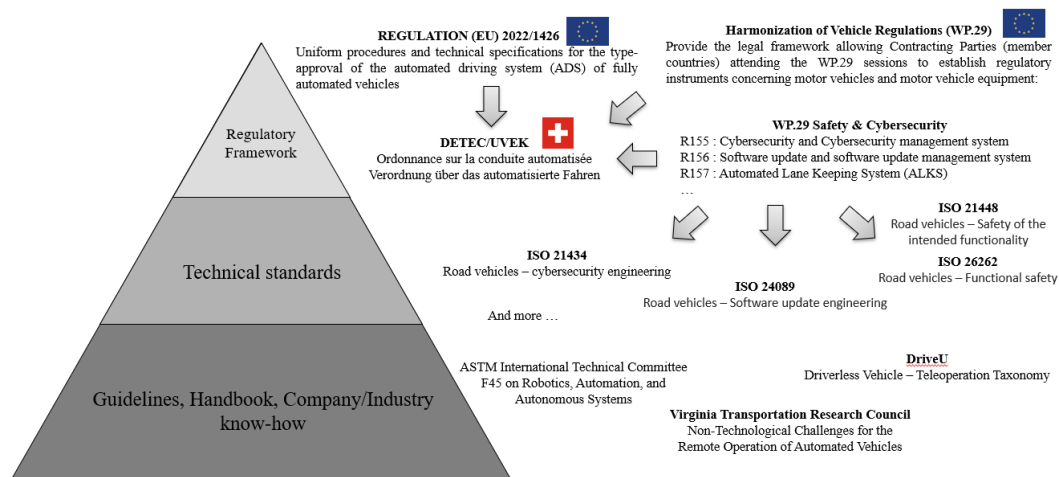 REGULATION (EU) 2022/1426
Uniform procedures and technical specifications for the type-
approval of the automated driving system (ADS) of fully
automated vehicles
Harmonization of Vehicle Regulations (WP.29)
Provide the legal framework allowing Contracting Parties (member
countries) attending the WP.29 sessions to establish regulatory
instruments concerning motor vehicles and motor vehicle equipment:
Regulatory
Framework
DETEC/UVEK
Ordonnance sur la conduite automatisée
Verordnung über das automatisierte Fahren
WP.29 Safety & Cybersecurity
R155 : Cybersecurity and Cybersecurity management system
R156 : Software update and software update management system
R157 : Automated Lane Keeping System (ALKS)
…
Technical standards
ISO 21434
Road vehicles – cybersecurity engineering
ISO 24089
Road vehicles – Software update engineering
ISO 21448
Road vehicles – Safety of the
intended functionality
ISO 26262
Road vehicles – Functional safety
And more …
Guidelines, Handbook, Company/Industry
know-how
ASTM International Technical Committee
F45 on Robotics, Automation, and
Autonomous Systems
DriveU
Driverless Vehicle – Teleoperation Taxonomy
Virginia Transportation Research Council
Non-Technological Challenges for the
Remote Operation of Automated Vehicles